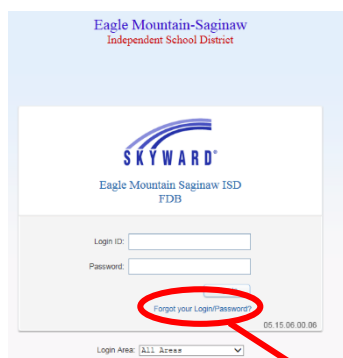 Eagle Mountain-Saginaw
Independent School District
SKYWARD®
Eagle Mountain Saginaw ISD
FDB
Login ID:
Password:
Forgot your Login/Password?
05.15.06.00.06
Login Area: All Areas